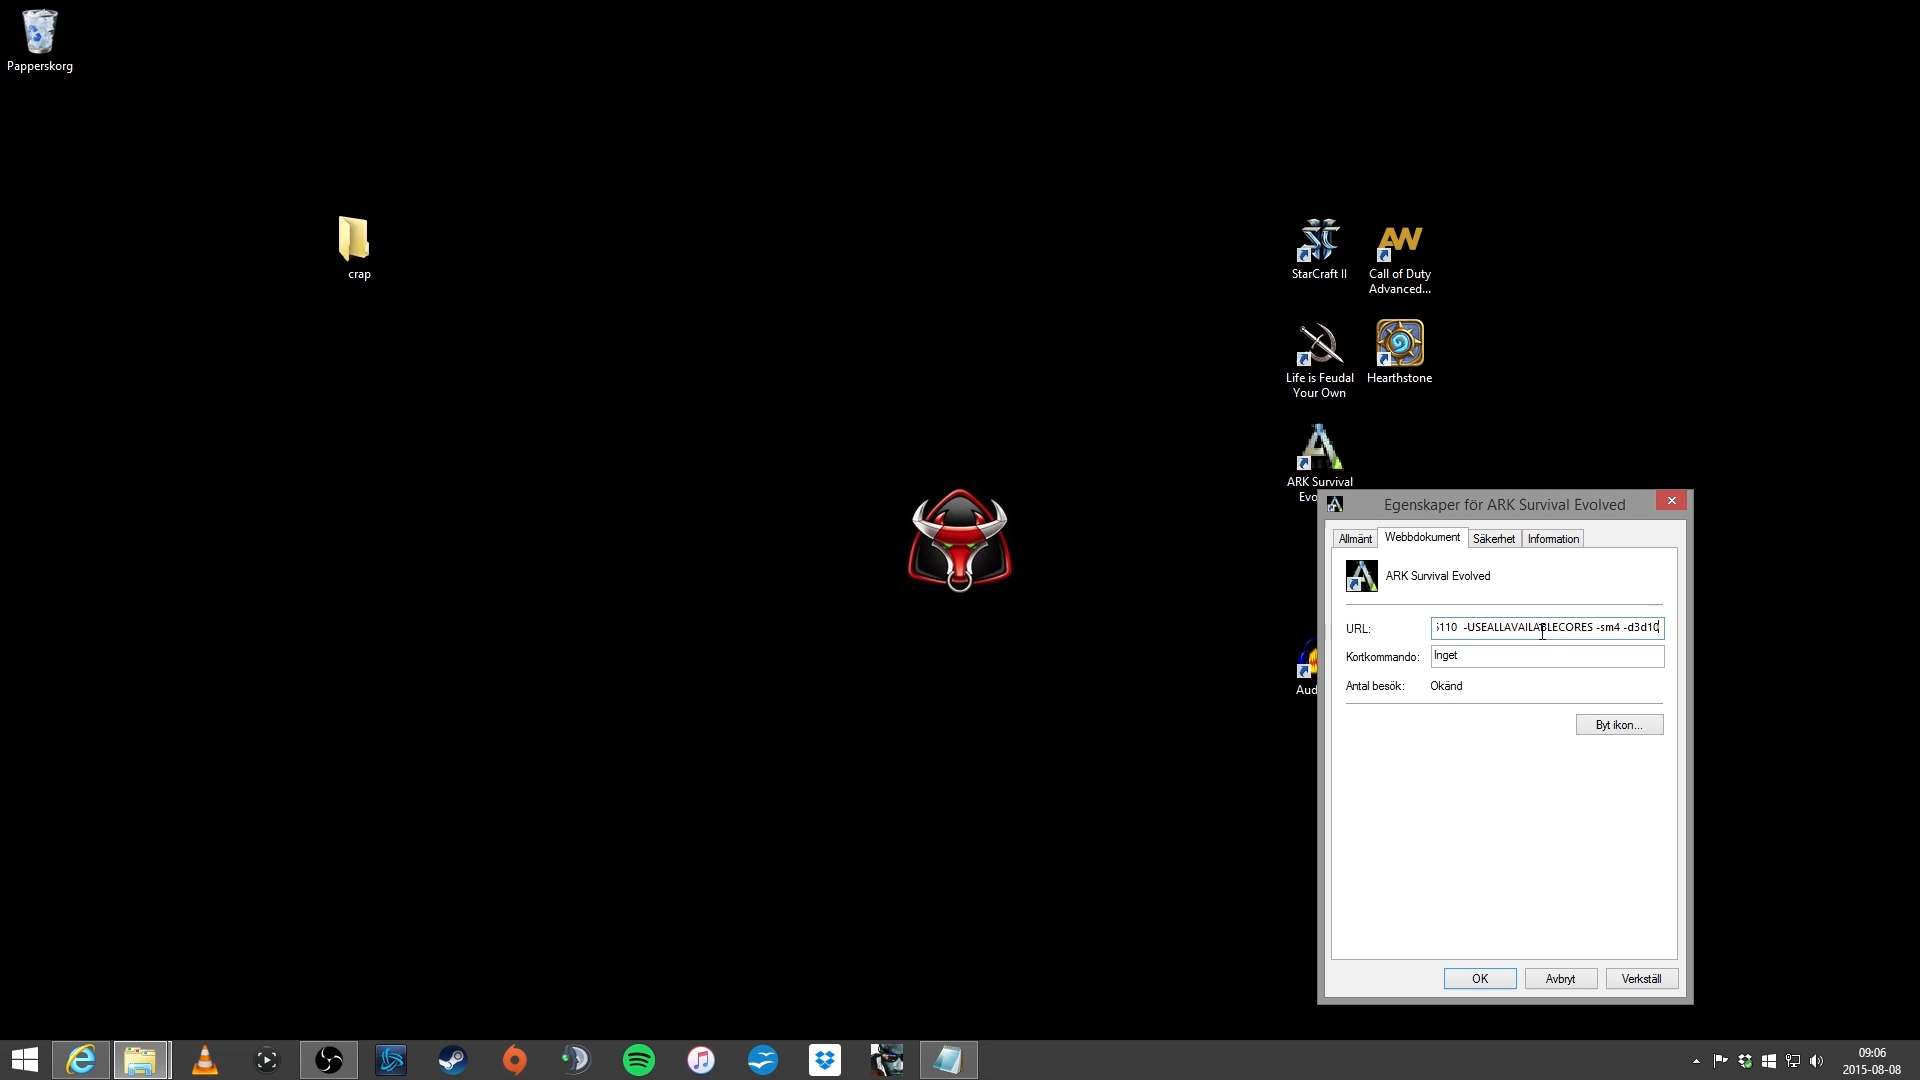 Papperskorg
crap
StarCraft II
Call of Duty
Advanced...
Life is Feudal
Your Own
Hearthstone
ARK Survival
Evo
Aud
Egenskaper för ARK Survival Evolved
Allmänt
Webbdokument
Säkerhet
Information
ARK Survival Evolved
URL:
110 -USEALLAVAILABLECORES -sm4 -d3d10
Kortkommando:
Inget
Antal besök:
Okänd
Byt ikon...
OK
Avbryt
Verkställ
09:06
2015-08-08